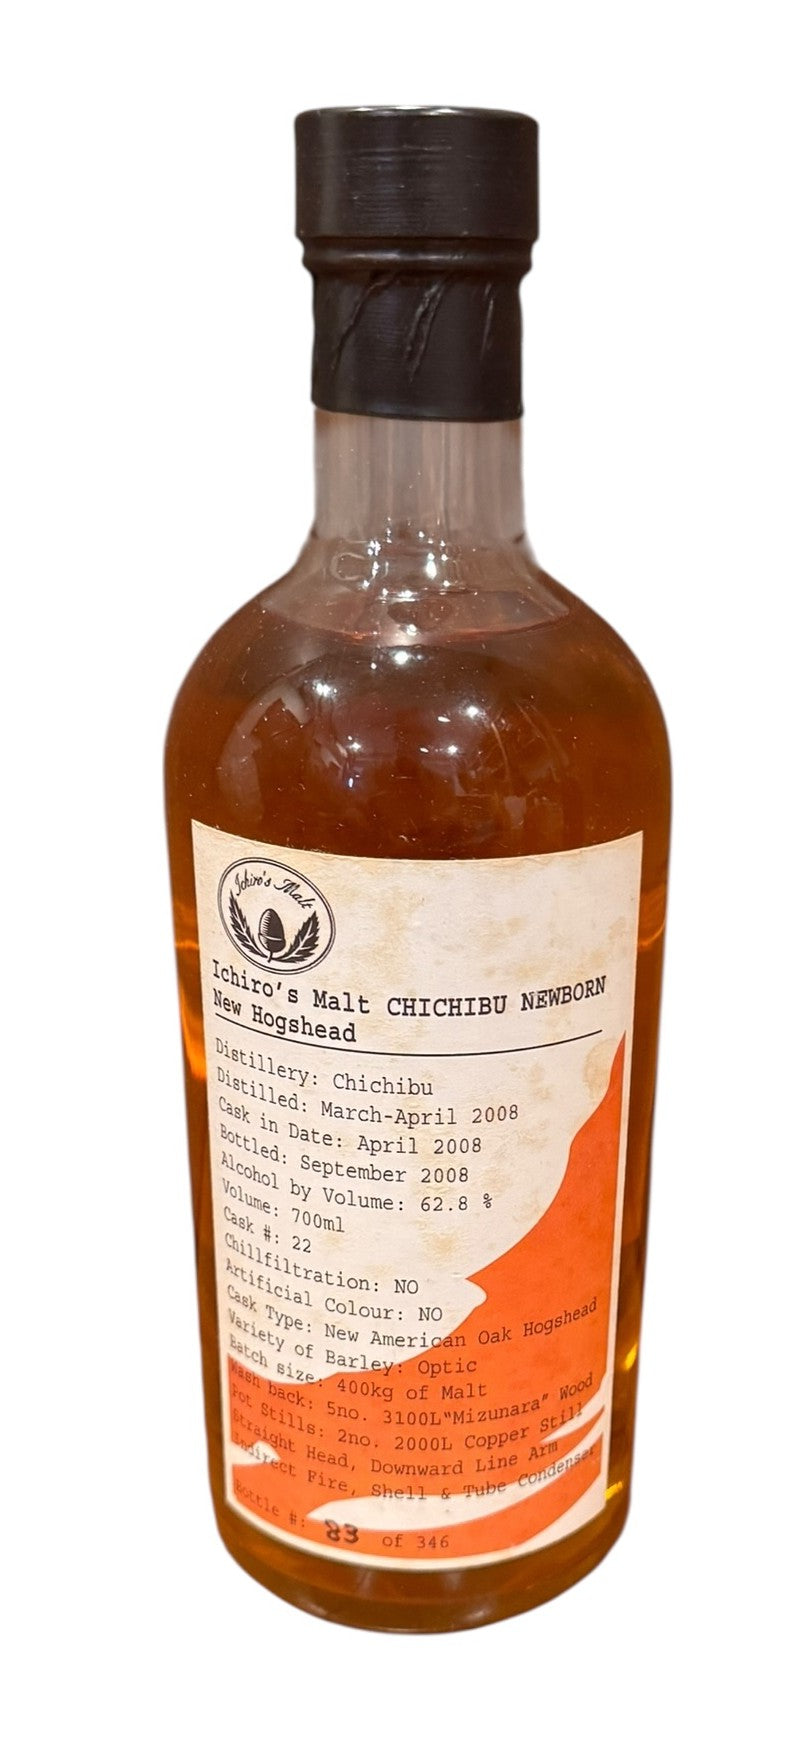 Ichiro's Malt
Ichiro's Malt CHICHIBU NEWBORN
New Hogshead
Distillery: Chichibu
Distilled: March-April 2008
Cask in Date: April 2008
Bottled: September 2008
Alcohol by Volume: 62.8 %
Volume: 700ml
Cask #: 22
Chillfiltration: NO
Artificial Colour: NO
Cask Type: New American Oak Hogshead
Variety of Barley: Optic
Batch size: 400kg of Malt
Wash back: 5no. 3100L"Mizunara" Wood
Pot Stills: 2no. 2000L Copper Still
Straight Head, Downward Line Arm
Indirect Fire, Shell & Tube Condenser
Bottle #: 83 of 346